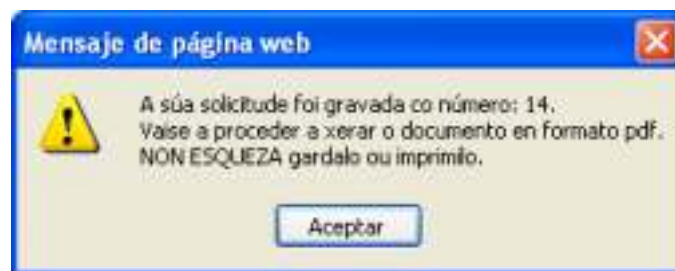 Mensaje de página web
A súa solicitude foi gravada co número: 14.
Vaise a proceder a xerar o documento en formato pdf.
NON ESQUEZA gardalo ou imprimilo.
Aceptar